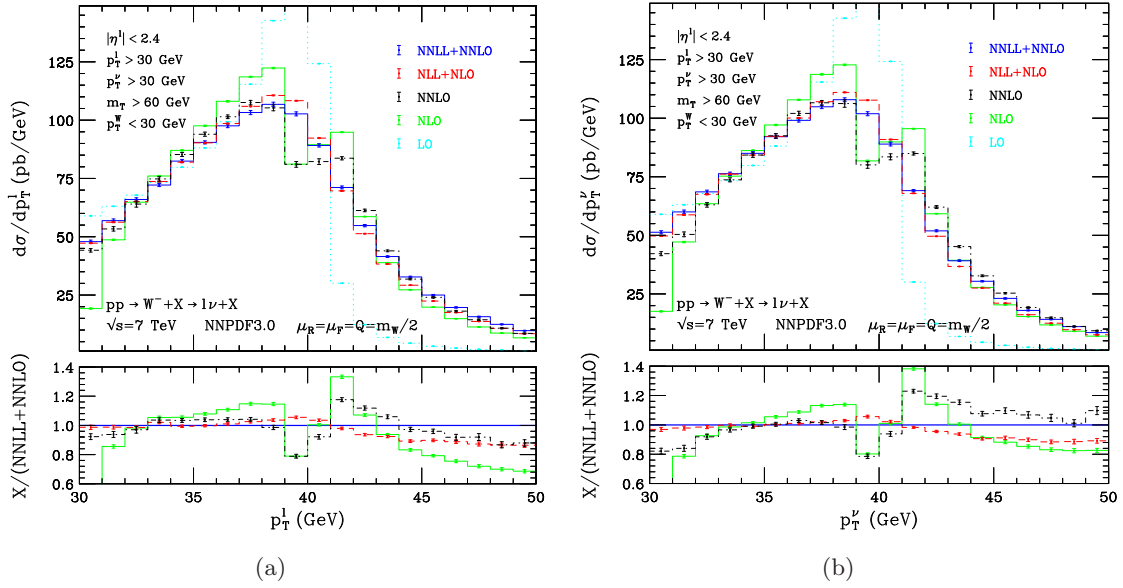 |η^l| < 2.4
p_T^l > 30 GeV
p_T^ν > 30 GeV
m_T > 60 GeV
p_T^W < 30 GeV
NNLL+NNLO
NLL+NLO
NNLO
NLO
LO
dσ/dp_T^l (pb/GeV)
125
100
75
50
25
pp → W^- + X → lν + X
√s=7 TeV NNPDF3.0 μ_R=μ_F=Q=m_W/2
X/(NNLL+NNLO)
1.4
1.2
1.0
0.8
0.6
30 35 40 45 50
p_T^l (GeV)
(a)
|η^l| < 2.4
p_T^l > 30 GeV
p_T^ν > 30 GeV
m_T > 60 GeV
p_T^W < 30 GeV
NNLL+NNLO
NLL+NLO
NNLO
NLO
LO
dσ/dp_T^ν (pb/GeV)
125
100
75
50
25
pp → W^- + X → lν + X
√s=7 TeV NNPDF3.0 μ_R=μ_F=Q=m_W/2
X/(NNLL+NNLO)
1.4
1.2
1.0
0.8
0.6
30 35 40 45 50
p_T^ν (GeV)
(b)